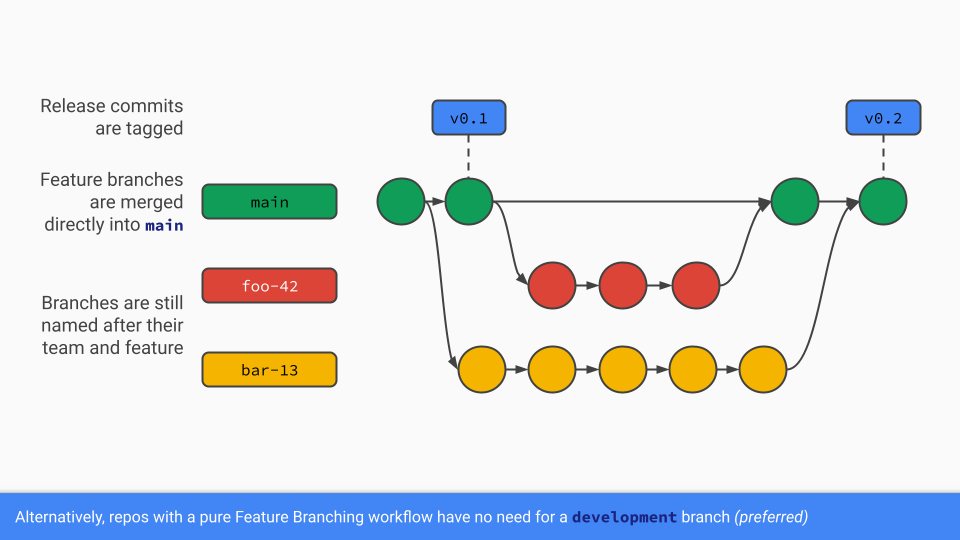 Release commits
are tagged
v0.1
v0.2
Feature branches
are merged
directly into main
main
Branches are still
named after their
team and feature
foo-42
bar-13
Alternatively, repos with a pure Feature Branching workflow have no need for a development branch (preferred)